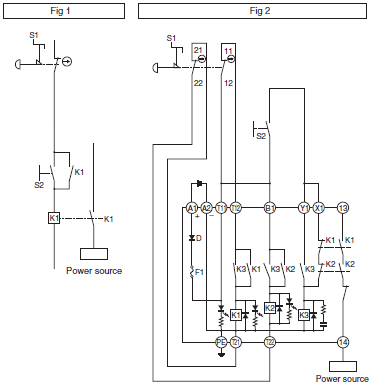 Fig 1
Fig 2
S1
S1
21
11
22
12
S2
K1
S2
K1
K1
Power source
A1
A2
T11
T12
B1
Y1
X1
13
+
−
D
F1
K1
K1
K3
K1
K3
K2
K3
K2
K2
K2
K1
K2
K3
PE
T21
T22
14
Power source